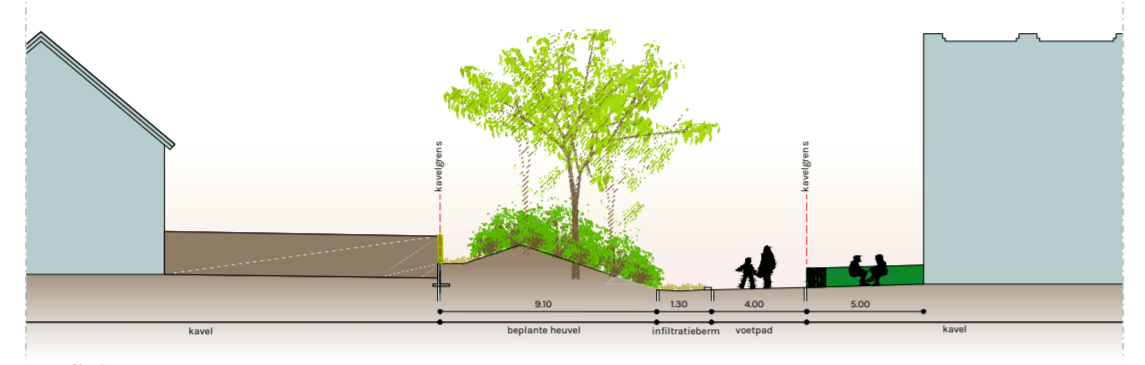 kavelgrens
kavelgrens
9.10
1.30
4.00
5.00
kavel
beplante heuvel
infiltratieberm
voetpad
kavel